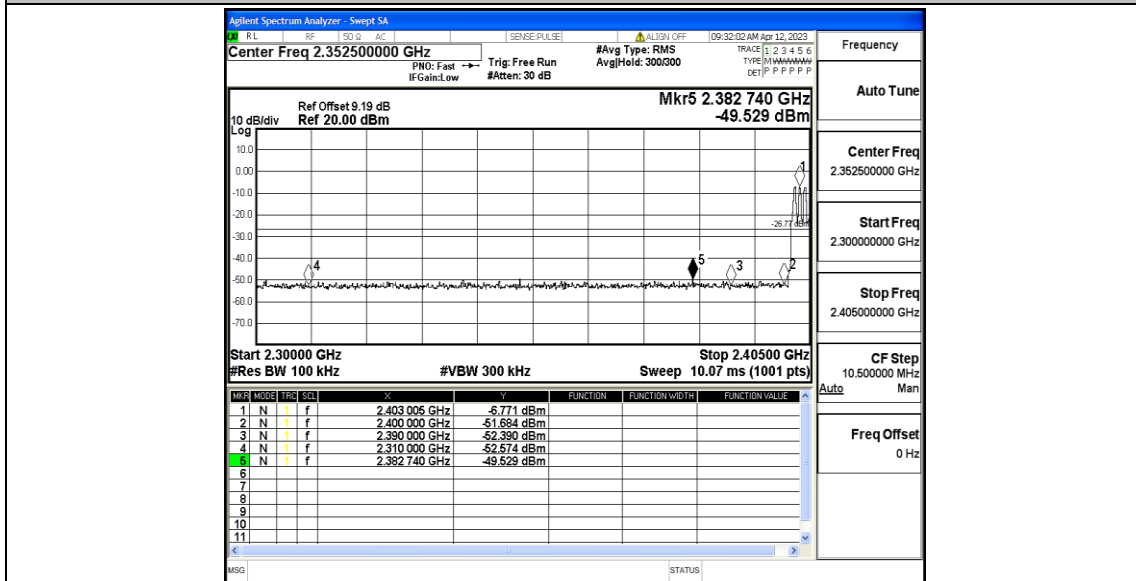 Agilent Spectrum Analyzer - Swept SA
RL RF 50 Ω AC SENSE:PULSE ALIGN OFF 09:32:02 AM Apr 12, 2023
Center Freq 2.352500000 GHz
PNO: Fast
IFGain:Low
Trig: Free Run
#Atten: 30 dB
#Avg Type: RMS
Avg|Hold: 300/300
TRACE 1 2 3 4 5 6
TYPE M
DET P P P P P P
Ref Offset 9.19 dB
Ref 20.00 dBm
10 dB/div
Log
Mkr5 2.382 740 GHz
-49.529 dBm
10.0
0.00
-10.0
-20.0
-30.0
-40.0
-50.0
-60.0
-70.0
1
-26.77 dBm
4
5
3
2
Start 2.30000 GHz
Stop 2.40500 GHz
#Res BW 100 kHz
#VBW 300 kHz
Sweep 10.07 ms (1001 pts)
MKR MODE TRC SCL X Y FUNCTION FUNCTION WIDTH FUNCTION VALUE
1 N 1 f 2.403 005 GHz -6.771 dBm
2 N 1 f 2.400 000 GHz -51.684 dBm
3 N 1 f 2.390 000 GHz -52.390 dBm
4 N 1 f 2.310 000 GHz -52.574 dBm
5 N 1 f 2.382 740 GHz -49.529 dBm
6
7
8
9
10
11
MSG
STATUS
Frequency
Auto Tune
Center Freq
2.352500000 GHz
Start Freq
2.300000000 GHz
Stop Freq
2.405000000 GHz
CF Step
10.500000 MHz
Auto Man
Freq Offset
0 Hz